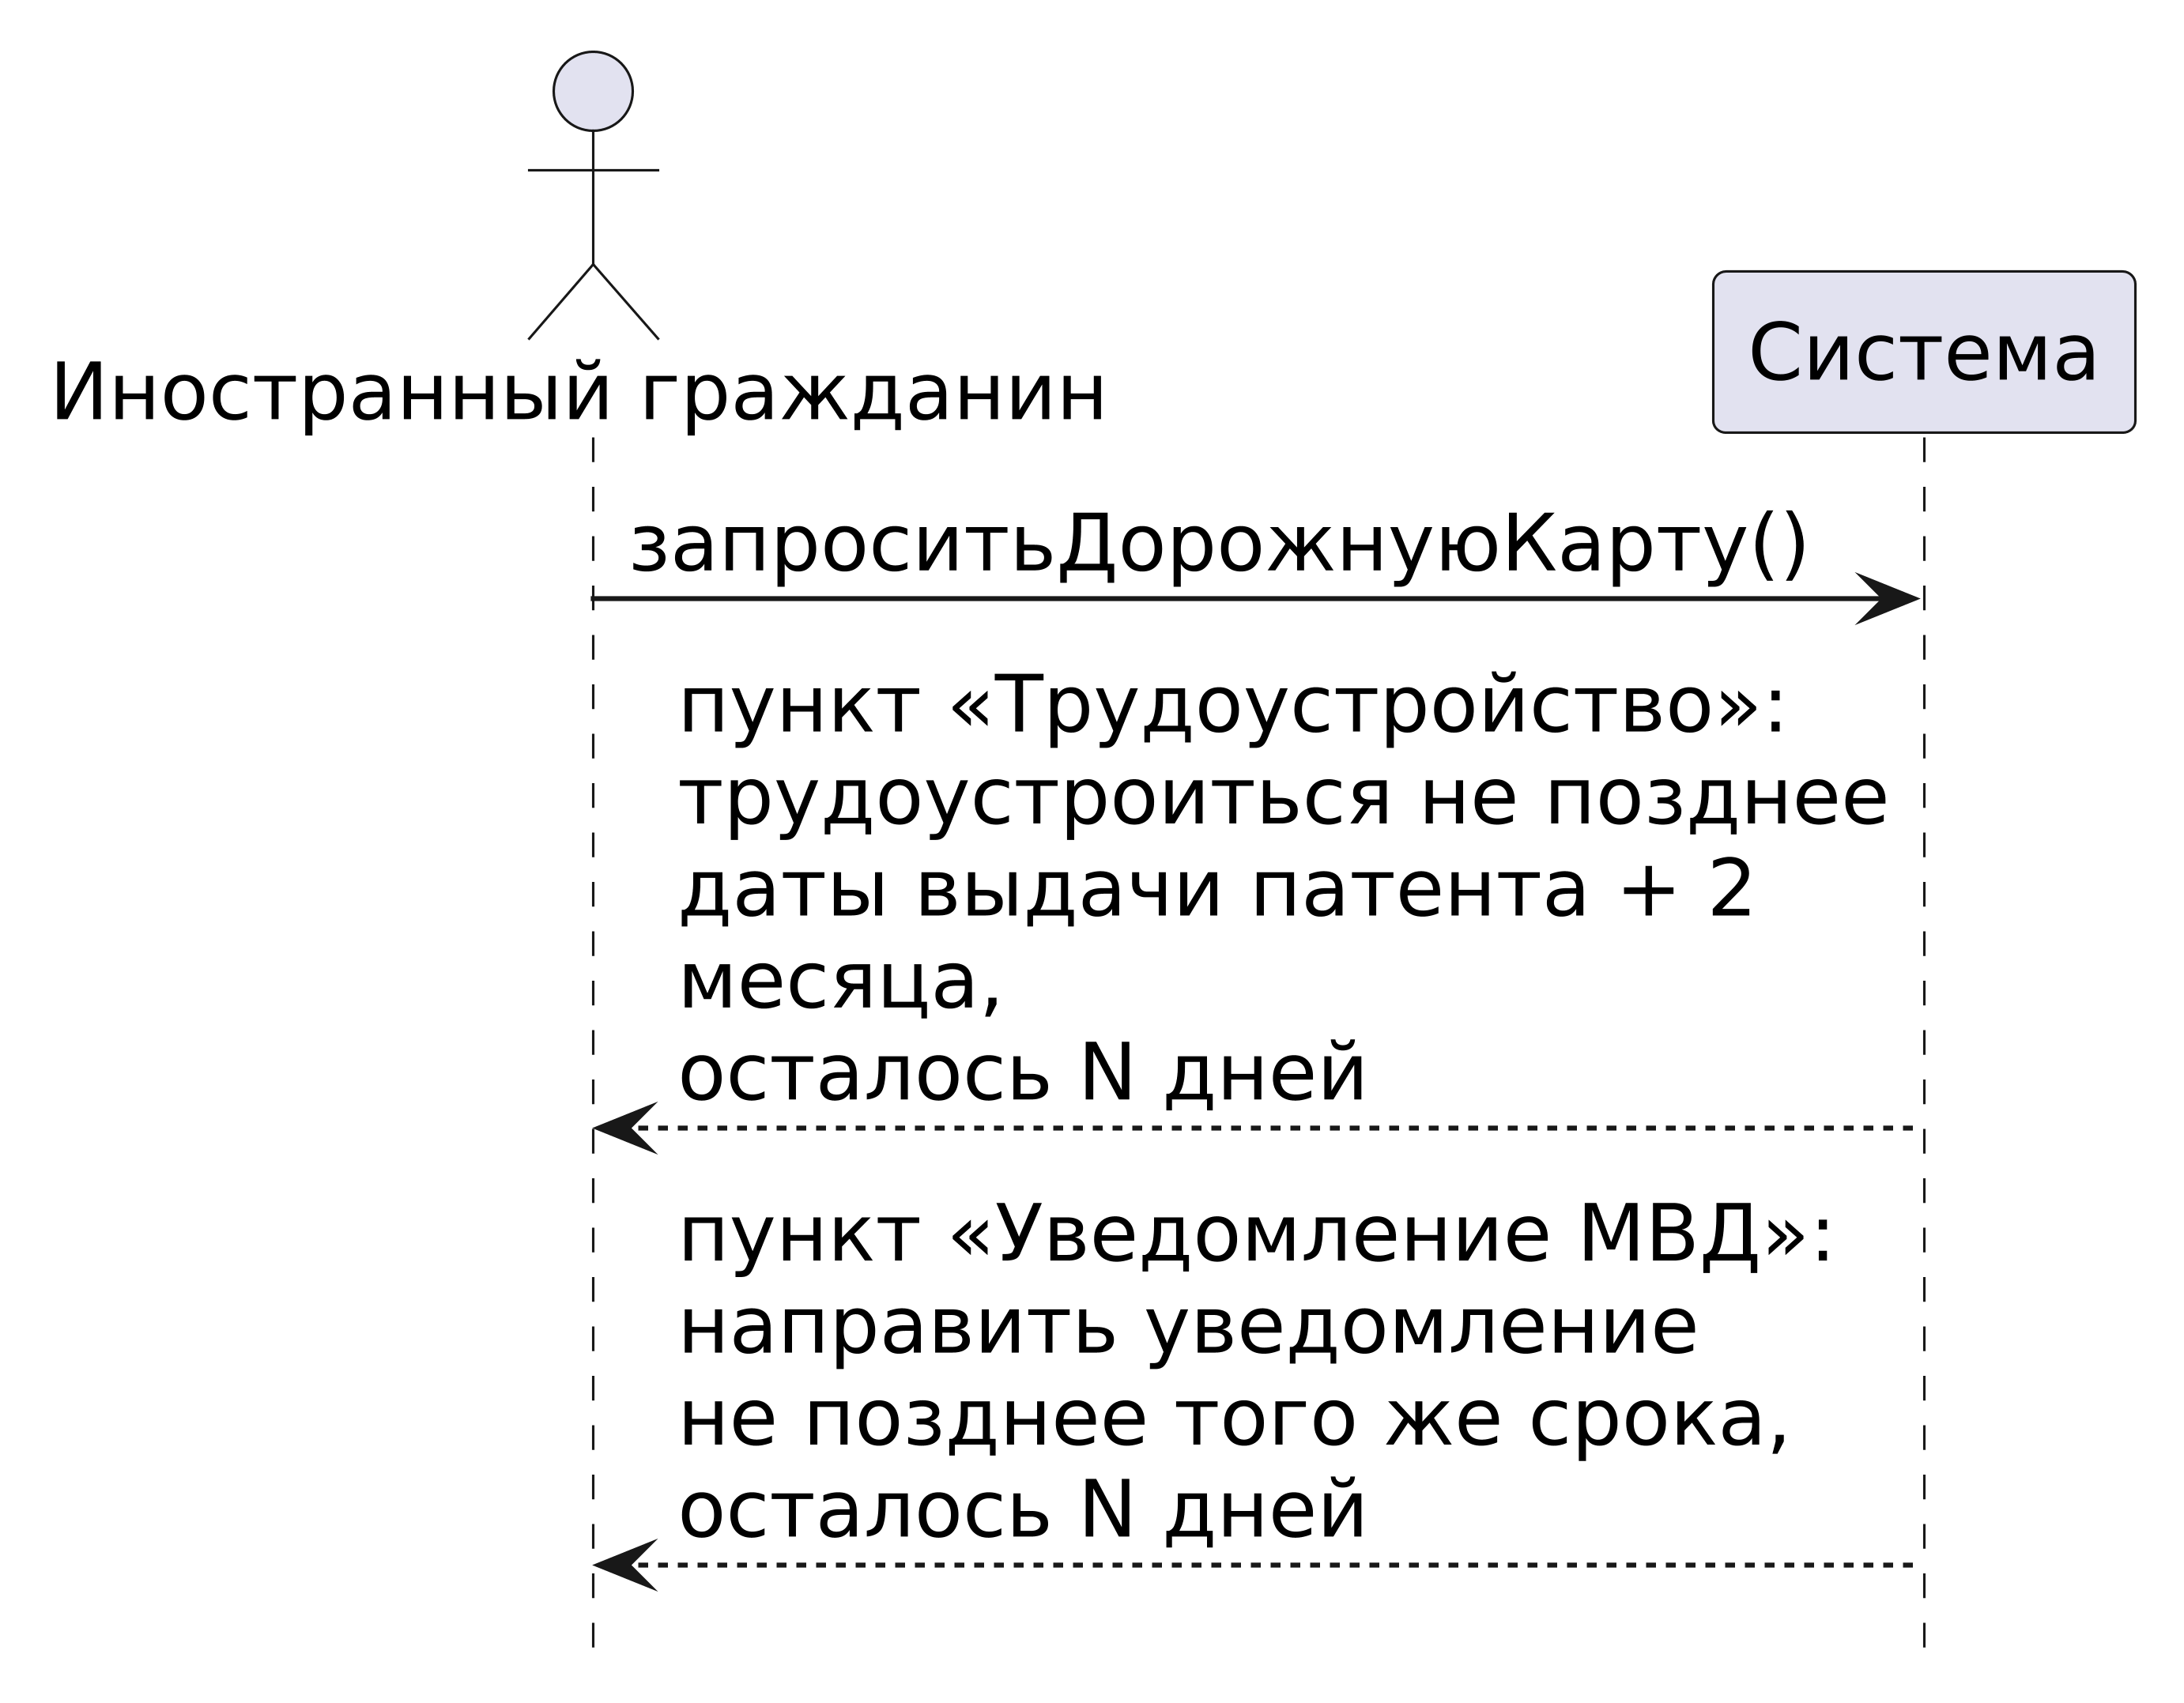 Иностранный гражданин
Система
запроситьДорожнуюКарту()
пункт «Трудоустройство»:
трудоустроиться не позднее
даты выдачи патента + 2
месяца,
осталось N дней
пункт «Уведомление МВД»:
направить уведомление
не позднее того же срока,
осталось N дней